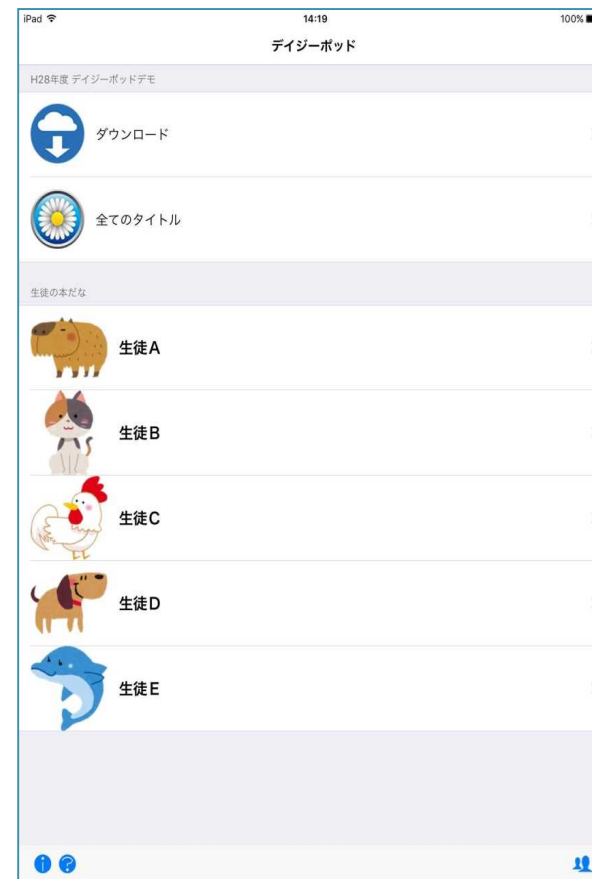 iPad 14:19 100%
デイジーポッド
H28年度 デイジーポッドデモ
ダウンロード
全てのタイトル
生徒の本だな
生徒A
生徒B
生徒C
生徒D
生徒E